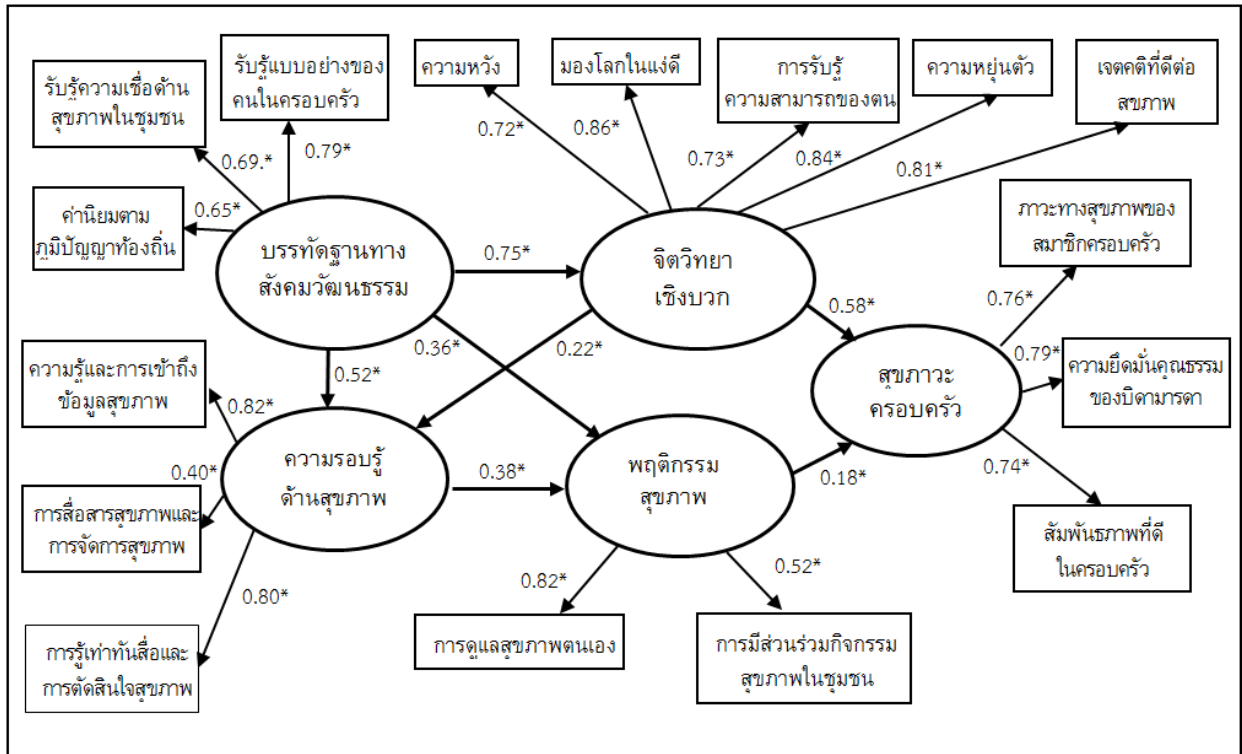 รับรู้ความเชื่อด้าน
สุขภาพในชุมชน
รับรู้แบบอย่างของ
คนในครอบครัว
ความหวัง
มองโลกในแง่ดี
การรับรู้
ความสามารถของตน
ความหยุ่นตัว
เจตคติที่ดีต่อ
สุขภาพ
0.69.*
0.79*
0.72*
0.86*
0.73*
0.84*
0.81*
ค่านิยมตาม
ภูมิปัญญาท้องถิ่น
0.65*
บรรทัดฐานทาง
สังคมวัฒนธรรม
0.75*
จิตวิทยา
เชิงบวก
ภาวะทางสุขภาพของ
สมาชิกครอบครัว
0.58*
0.76*
0.36*
0.22*
0.52*
สุขภาวะ
ครอบครัว
0.79*
ความยึดมั่นคุณธรรม
ของบิดามารดา
ความรู้และการเข้าถึง
ข้อมูลสุขภาพ
0.82*
ความรอบรู้
ด้านสุขภาพ
0.38*
พฤติกรรม
สุขภาพ
0.18*
0.74*
0.40*
การสื่อสารสุขภาพและ
การจัดการสุขภาพ
สัมพันธภาพที่ดี
ในครอบครัว
0.80*
0.82*
0.52*
การรู้เท่าทันสื่อและ
การตัดสินใจสุขภาพ
การดูแลสุขภาพตนเอง
การมีส่วนร่วมกิจกรรม
สุขภาพในชุมชน